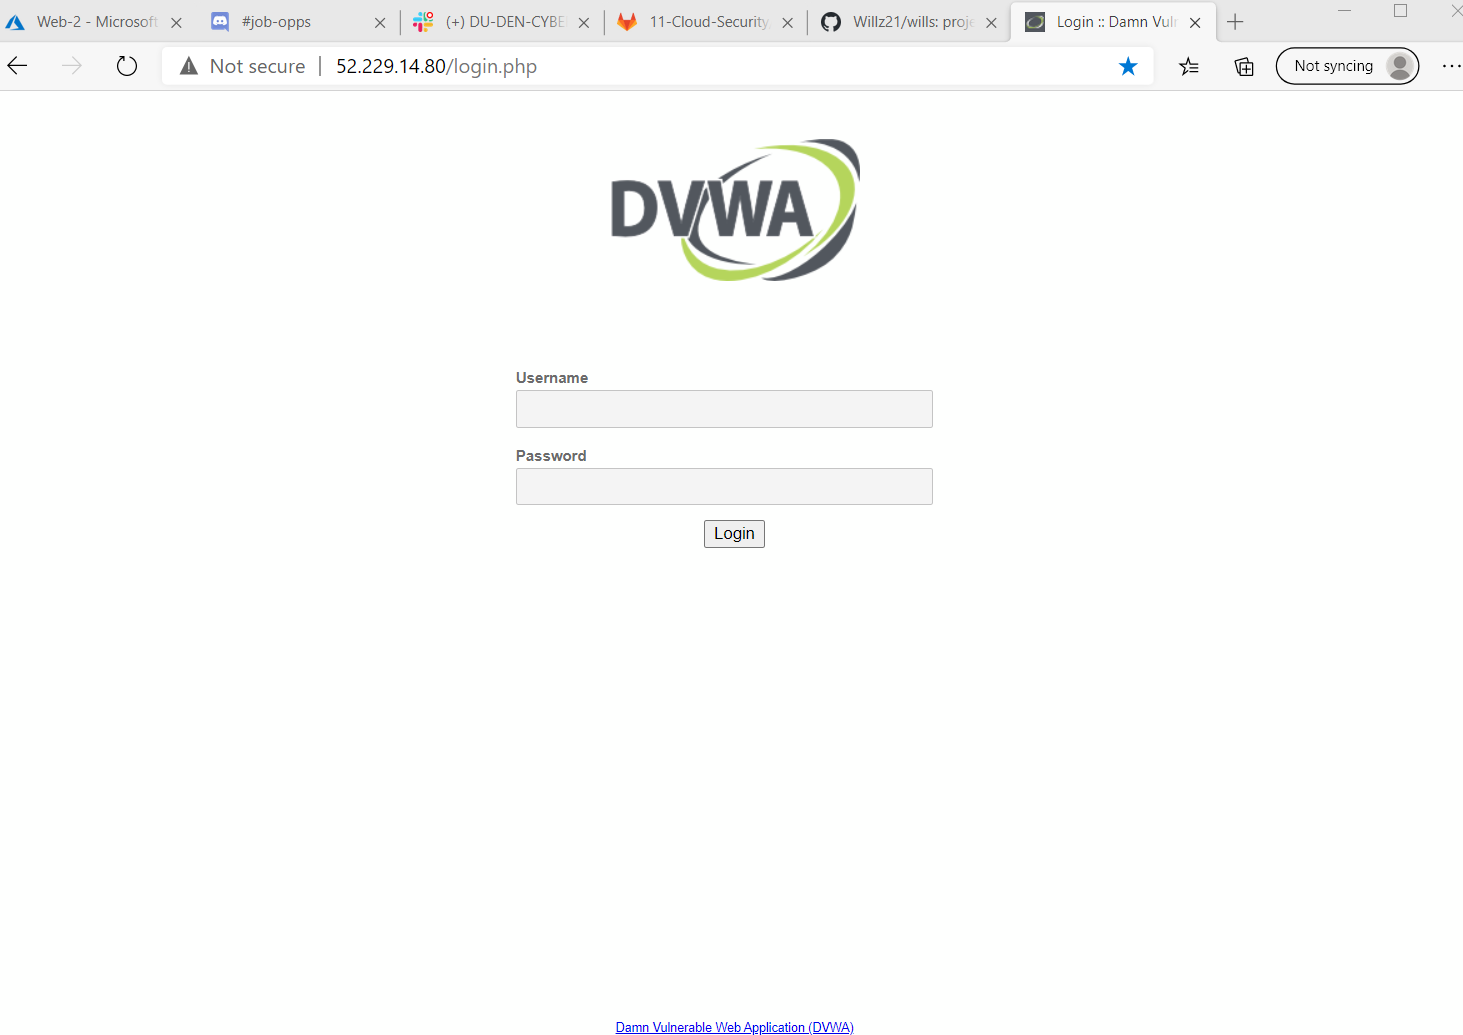 Web-2 - Microsoft
#job-opps
(+) DU-DEN-CYBE
11-Cloud-Security
Willz21/wills: proje
Login :: Damn Vuln
Not secure | 52.229.14.80/login.php
Not syncing
DVWA
Username
Password
Login
Damn Vulnerable Web Application (DVWA)